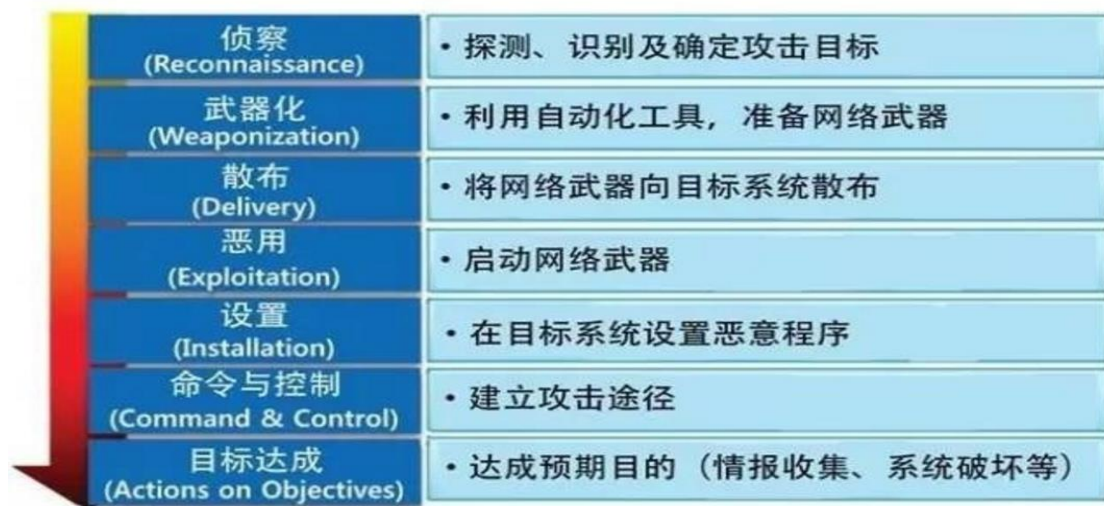 侦察
(Reconnaissance)
• 探测、识别及确定攻击目标
武器化
(Weaponization)
• 利用自动化工具，准备网络武器
散布
(Delivery)
• 将网络武器向目标系统散布
恶用
(Exploitation)
• 启动网络武器
设置
(Installation)
• 在目标系统设置恶意程序
命令与控制
(Command & Control)
• 建立攻击途径
目标达成
(Actions on Objectives)
• 达成预期目的（情报收集、系统破坏等）